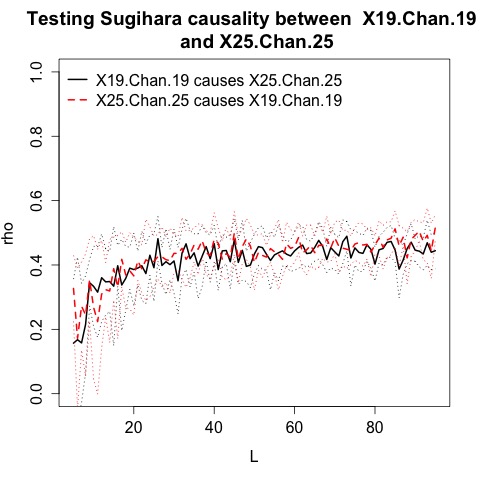 Testing Sugihara causality between  X19.Chan.19
and X25.Chan.25
X19.Chan.19 causes X25.Chan.25
X25.Chan.25 causes X19.Chan.19
1.0
0.8
0.6
0.4
0.2
0.0
rho
20 40 60 80
L